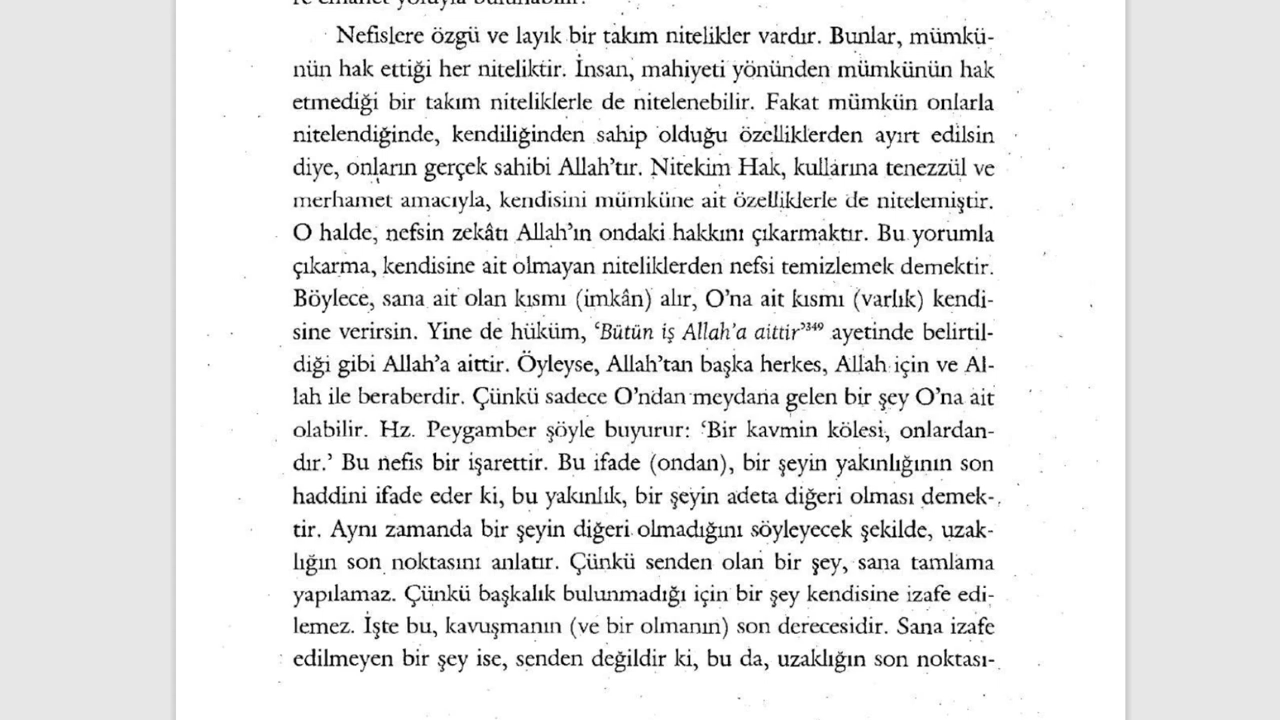 re emanet yoluyla bulunabilir.
Nefislere özgü ve layık bir takım nitelikler vardır. Bunlar, mümkü-
nün hak ettiği her niteliktir. İnsan, mahiyeti yönünden mümkünün hak
etmediği bir takım niteliklerle de nitelenebilir. Fakat mümkün onlarla
nitelendiğinde, kendiliğinden sahip olduğu özelliklerden ayırt edilsin
diye, onların gerçek sahibi Allah’tır. Nitekim Hak, kullarına tenezzül ve
merhamet amacıyla, kendisini mümküne ait özelliklerle de nitelemiştir.
O halde, nefsin zekâtı Allah’ın ondaki hakkını çıkarmaktır. Bu yorumla
çıkarma, kendisine ait olmayan niteliklerden nefsi temizlemek demektir.
Böylece, sana ait olan kısmı (imkân) alır, O’na ait kısmı (varlık) kendi-
sine verirsin. Yine de hüküm, ‘Bütün iş Allah’a aittir’³⁴⁹ ayetinde belirtil-
diği gibi Allah’a aittir. Öyleyse, Allah’tan başka herkes, Allah için ve Al-
lah ile beraberdir. Çünkü sadece O’ndan meydana gelen bir şey O’na ait
olabilir. Hz. Peygamber şöyle buyurur: ‘Bir kavmin kölesi, onlardan-
dır.’ Bu nefis bir işarettir. Bu ifade (ondan), bir şeyin yakınlığının son
haddini ifade eder ki, bu yakınlık, bir şeyin adeta diğeri olması demek-
tir. Aynı zamanda bir şeyin diğeri olmadığını söyleyecek şekilde, uzak-
lığın son noktasını anlatır. Çünkü senden olan bir şey, sana tamlama
yapılamaz. Çünkü başkalık bulunmadığı için bir şey kendisine izafe edi-
lemez. İşte bu, kavuşmanın (ve bir olmanın) son derecesidir. Sana izafe
edilmeyen bir şey ise, senden değildir ki, bu da, uzaklığın son noktası-